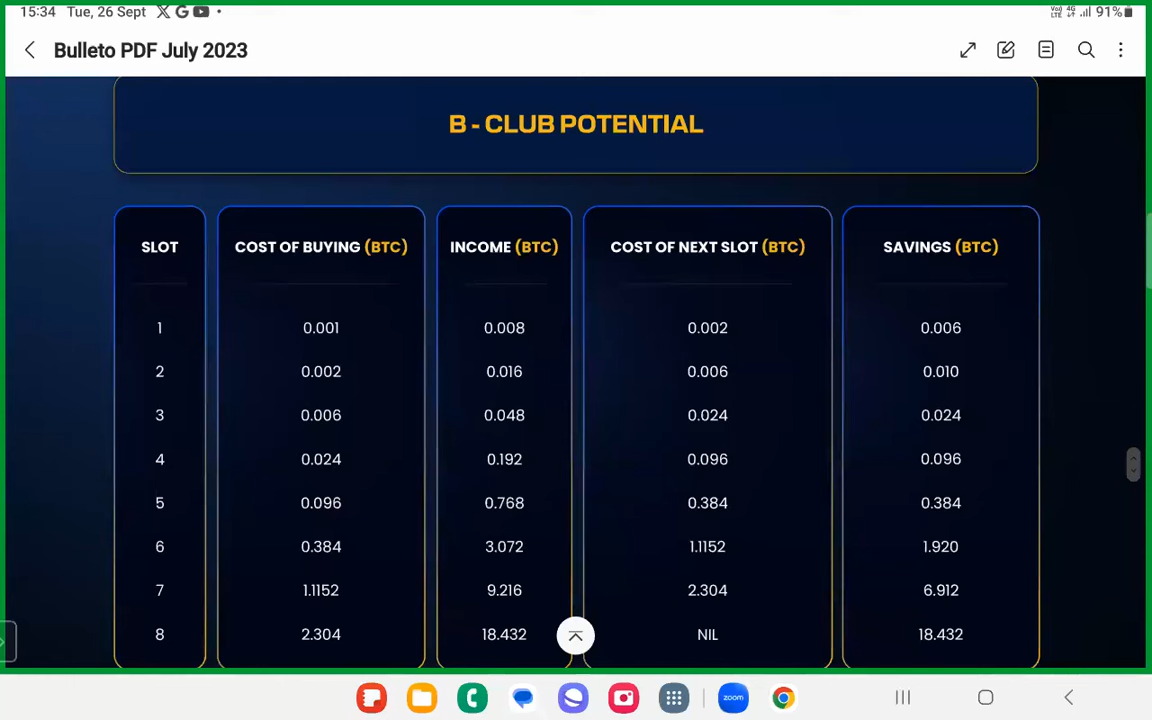 15:34 Tue, 26 Sept
91%
Bulleto PDF July 2023
B - CLUB POTENTIAL
SLOT COST OF BUYING (BTC) INCOME (BTC) COST OF NEXT SLOT (BTC) SAVINGS (BTC)
1 0.001 0.008 0.002 0.006
2 0.002 0.016 0.006 0.010
3 0.006 0.048 0.024 0.024
4 0.024 0.192 0.096 0.096
5 0.096 0.768 0.384 0.384
6 0.384 3.072 1.1152 1.920
7 1.1152 9.216 2.304 6.912
8 2.304 18.432 NIL 18.432
zoom